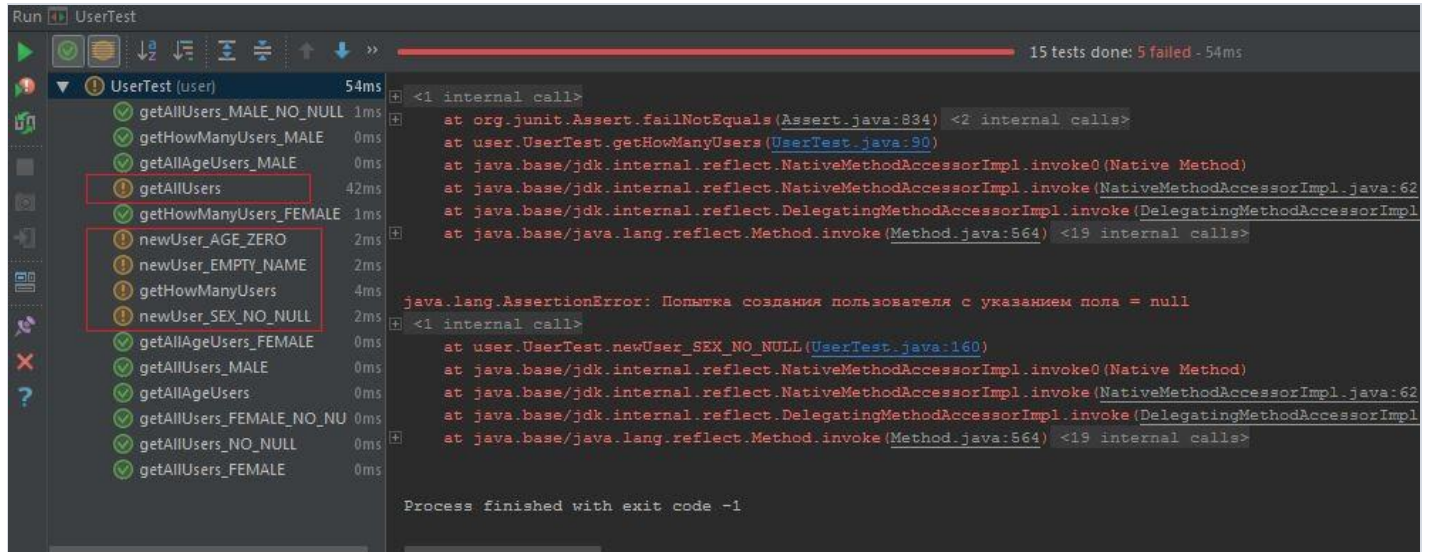 Run UserTest
15 tests done: 5 failed - 54ms
UserTest (user) 54ms
getAllUsers_MALE_NO_NULL 1ms
getHowManyUsers_MALE 0ms
getAllAgeUsers_MALE 0ms
getAllUsers 42ms
getHowManyUsers_FEMALE 1ms
newUser_AGE_ZERO 2ms
newUser_EMPTY_NAME 2ms
getHowManyUsers 4ms
newUser_SEX_NO_NULL 2ms
getAllAgeUsers_FEMALE 0ms
getAllUsers_MALE 0ms
getAllAgeUsers 0ms
getAllUsers_FEMALE_NO_NU 0ms
getAllUsers_NO_NULL 0ms
getAllUsers_FEMALE 0ms
<1 internal call>
at org.junit.Assert.failNotEquals(Assert.java:834) <2 internal calls>
at user.UserTest.getHowManyUsers(UserTest.java:90)
at java.base/jdk.internal.reflect.NativeMethodAccessorImpl.invoke0(Native Method)
at java.base/jdk.internal.reflect.NativeMethodAccessorImpl.invoke(NativeMethodAccessorImpl.java:62
at java.base/jdk.internal.reflect.DelegatingMethodAccessorImpl.invoke(DelegatingMethodAccessorImpl
at java.base/java.lang.reflect.Method.invoke(Method.java:564) <19 internal calls>
java.lang.AssertionError: Попытка создания пользователя с указанием пола = null
<1 internal call>
at user.UserTest.newUser_SEX_NO_NULL(UserTest.java:160)
at java.base/jdk.internal.reflect.NativeMethodAccessorImpl.invoke0(Native Method)
at java.base/jdk.internal.reflect.NativeMethodAccessorImpl.invoke(NativeMethodAccessorImpl.java:62
at java.base/jdk.internal.reflect.DelegatingMethodAccessorImpl.invoke(DelegatingMethodAccessorImpl
at java.base/java.lang.reflect.Method.invoke(Method.java:564) <19 internal calls>
Process finished with exit code -1